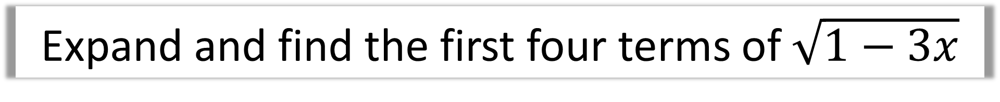 Expand and find the first four terms of √(1 − 3x)